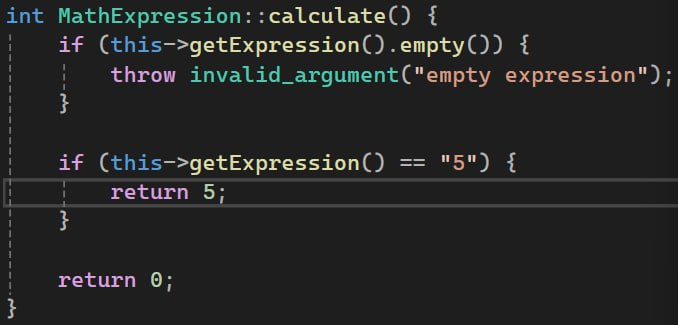 int MathExpression::calculate() {
    if (this->getExpression().empty()) {
        throw invalid_argument("empty expression");
    }

    if (this->getExpression() == "5") {
        return 5;
    }

    return 0;
}